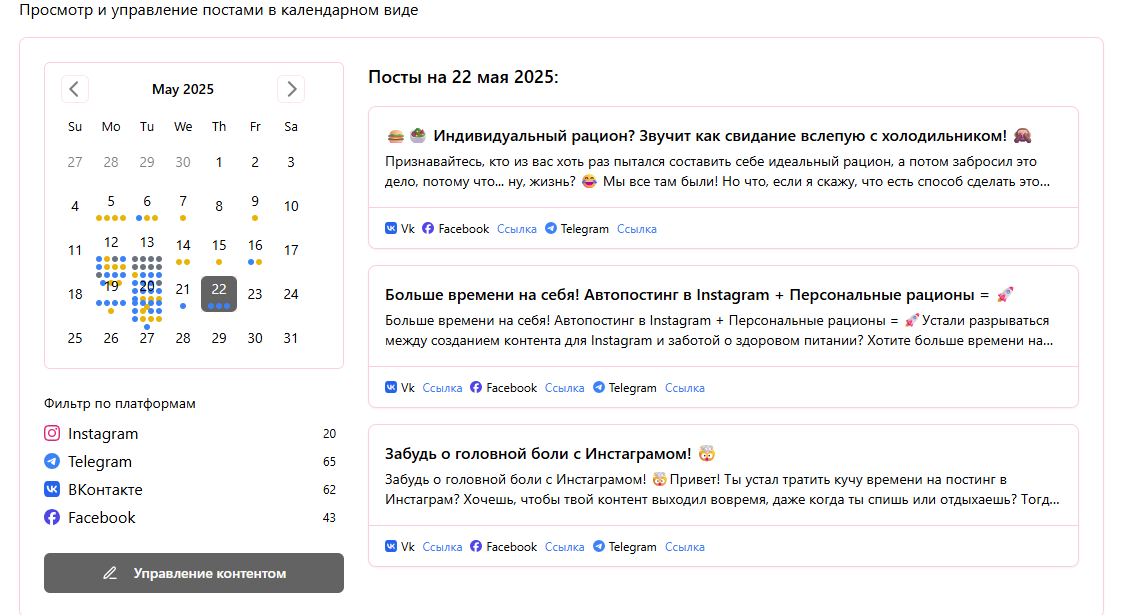 Просмотр и управление постами в календарном виде
May 2025
Su Mo Tu We Th Fr Sa
27 28 29 30 1 2 3
4 5 6 7 8 9 10
11 12 13 14 15 16 17
18 19 20 21 22 23 24
25 26 27 28 29 30 31
Фильтр по платформам
Instagram 20
Telegram 65
ВКонтакте 62
Facebook 43
Управление контентом
Посты на 22 мая 2025:
🍔🥗 Индивидуальный рацион? Звучит как свидание вслепую с холодильником! 🙈
Признавайтесь, кто из вас хоть раз пытался составить себе идеальный рацион, а потом забросил это
дело, потому что... ну, жизнь? 😂 Мы все там были! Но что, если я скажу, что есть способ сделать это...
Vk Facebook Ссылка Telegram Ссылка
Больше времени на себя! Автопостинг в Instagram + Персональные рационы = 🚀
Больше времени на себя! Автопостинг в Instagram + Персональные рационы = 🚀Устали разрываться
между созданием контента для Instagram и заботой о здоровом питании? Хотите больше времени на...
Vk Ссылка Facebook Ссылка Telegram Ссылка
Забудь о головной боли с Инстаграмом! 🤯
Забудь о головной боли с Инстаграмом! 🤯Привет! Ты устал тратить кучу времени на постинг в
Инстаграм? Хочешь, чтобы твой контент выходил вовремя, даже когда ты спишь или отдыхаешь? Тогд...
Vk Ссылка Facebook Ссылка Telegram Ссылка